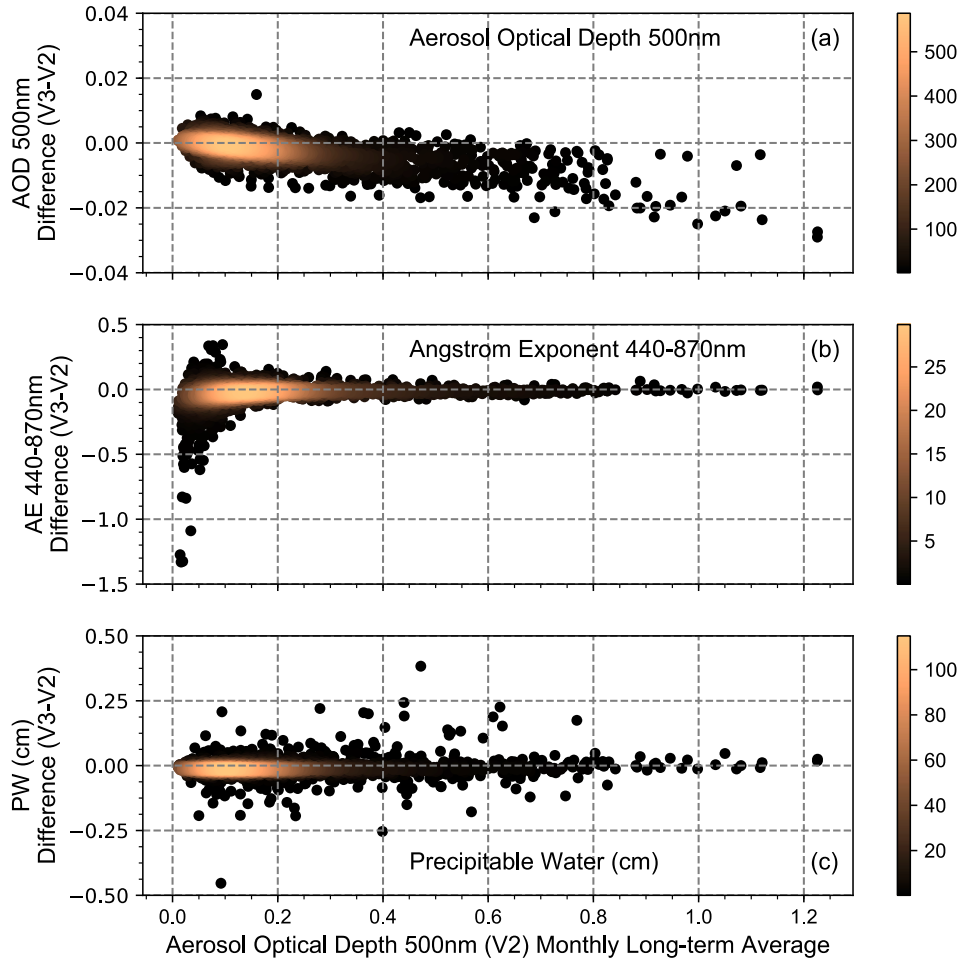 Aerosol Optical Depth 500nm
(a)
AOD 500nm
Difference (V3-V2)
0.04
0.02
0.00
−0.02
−0.04
500
400
300
200
100
Angstrom Exponent 440-870nm
(b)
AE 440-870nm
Difference (V3-V2)
0.5
0.0
−0.5
−1.0
−1.5
25
20
15
10
5
PW (cm)
Difference (V3-V2)
0.50
0.25
0.00
−0.25
−0.50
Precipitable Water (cm)
(c)
100
80
60
40
20
0.0 0.2 0.4 0.6 0.8 1.0 1.2
Aerosol Optical Depth 500nm (V2) Monthly Long-term Average